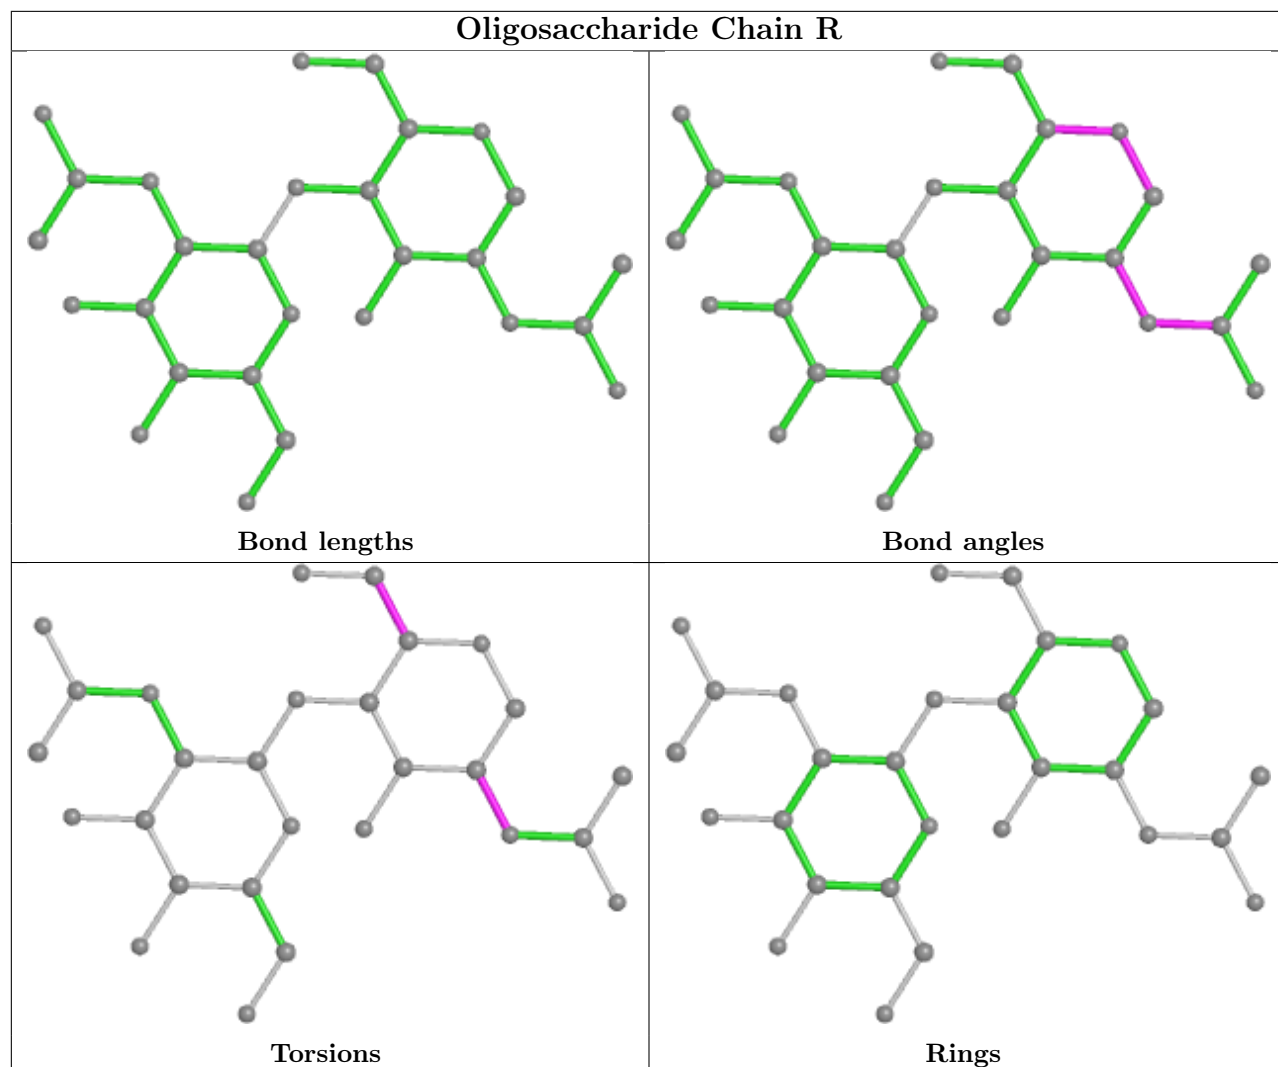 Oligosaccharide Chain R
Bond lengths
Bond angles
Torsions
Rings